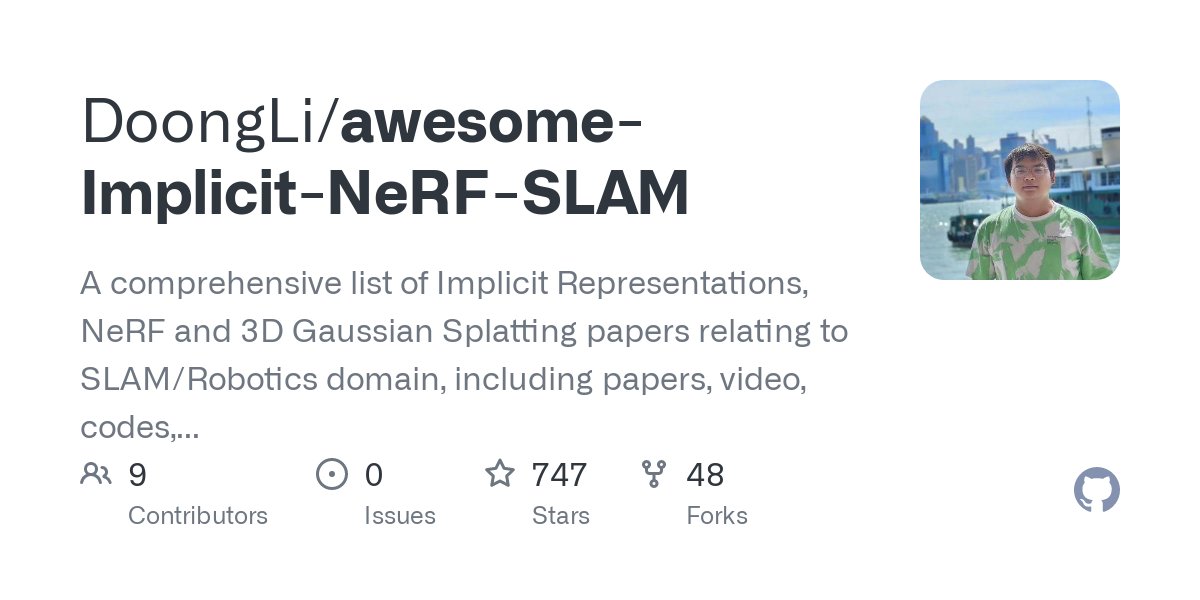 DoongLi/awesome-
Implicit-NeRF-SLAM
A comprehensive list of Implicit Representations,
NeRF and 3D Gaussian Splatting papers relating to
SLAM/Robotics domain, including papers, video,
codes,...
9 0 747 48
Contributors Issues Stars Forks